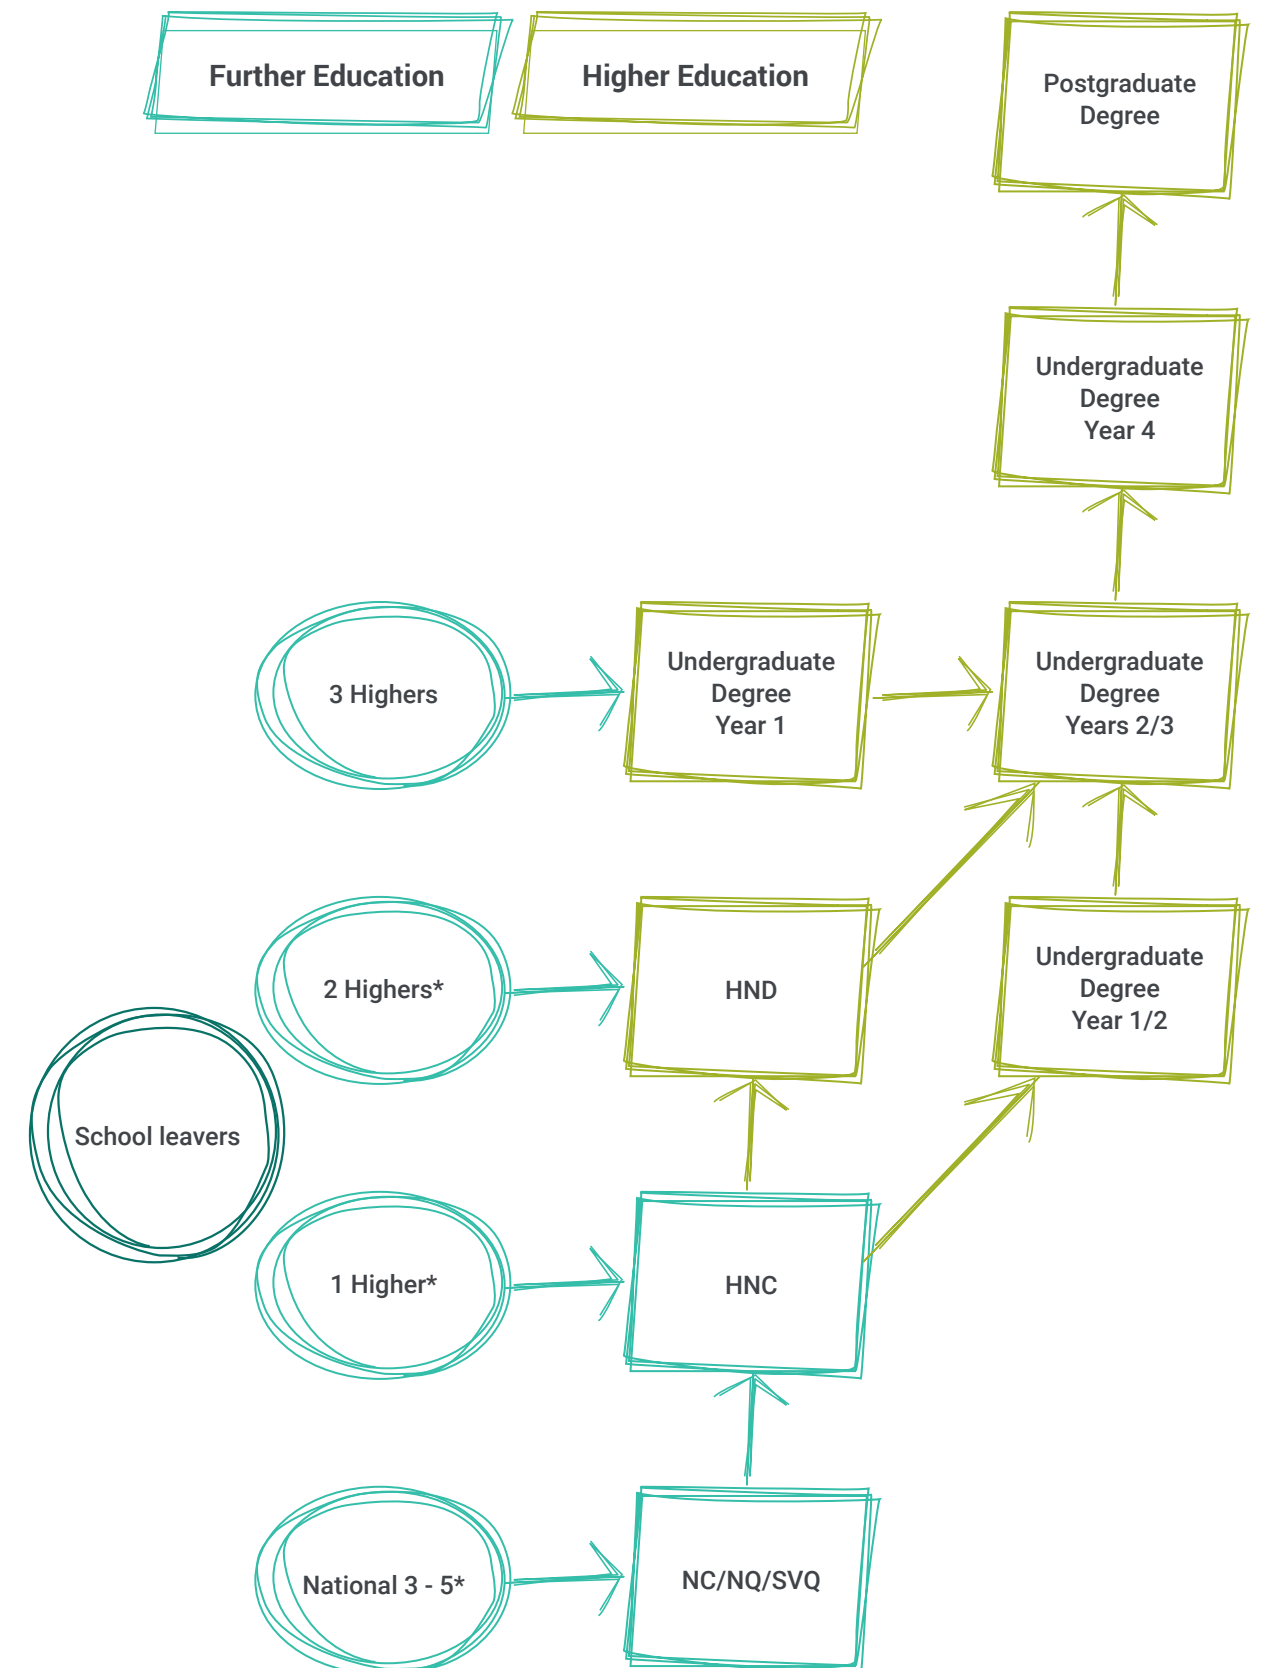 Further Education
Higher Education
Postgraduate
Degree
Undergraduate
Degree
Year 4
3 Highers
Undergraduate
Degree
Year 1
Undergraduate
Degree
Years 2/3
2 Highers*
HND
Undergraduate
Degree
Year 1/2
School leavers
1 Higher*
HNC
National 3 - 5*
NC/NQ/SVQ